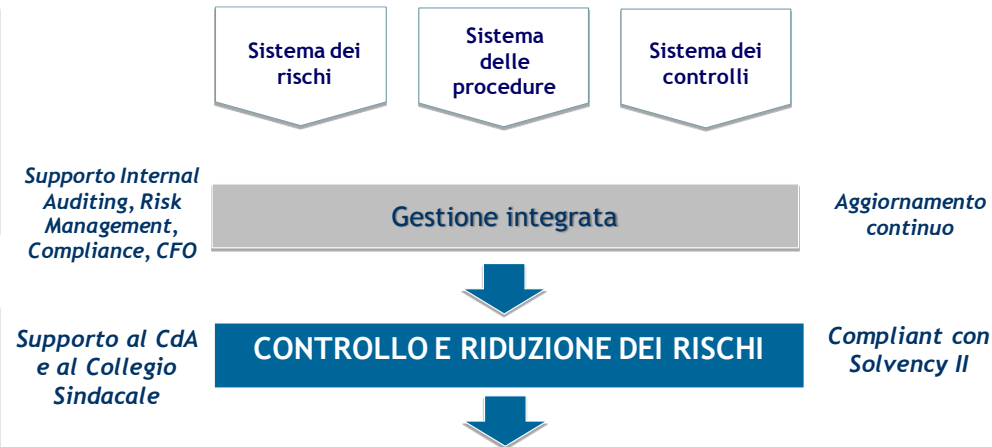 Sistema dei
rischi
Sistema
delle
procedure
Sistema dei
controlli
Supporto Internal
Auditing, Risk
Management,
Compliance, CFO
Gestione integrata
Aggiornamento
continuo
Supporto al CdA
e al Collegio
Sindacale
CONTROLLO E RIDUZIONE DEI RISCHI
Compliant con
Solvency II